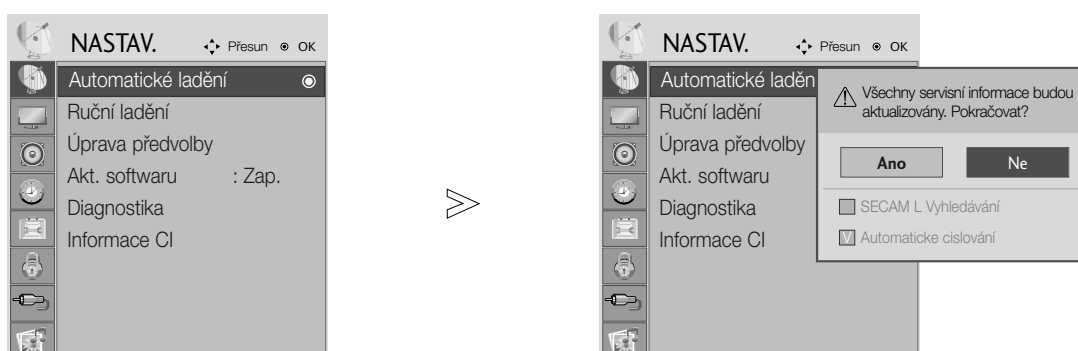 NASTAV. Přesun OK
Automatické ladění
Ruční ladění
Úprava předvolby
Akt. softwaru : Zap.
Diagnostika
Informace CI
NASTAV. Přesun OK
Automatické laděn
Ruční ladění
Úprava předvolby
Akt. softwaru
Diagnostika
Informace CI
Všechny servisní informace budou
aktualizovány. Pokračovat?
Ano Ne
SECAM L Vyhledávání
V Automaticke cislování